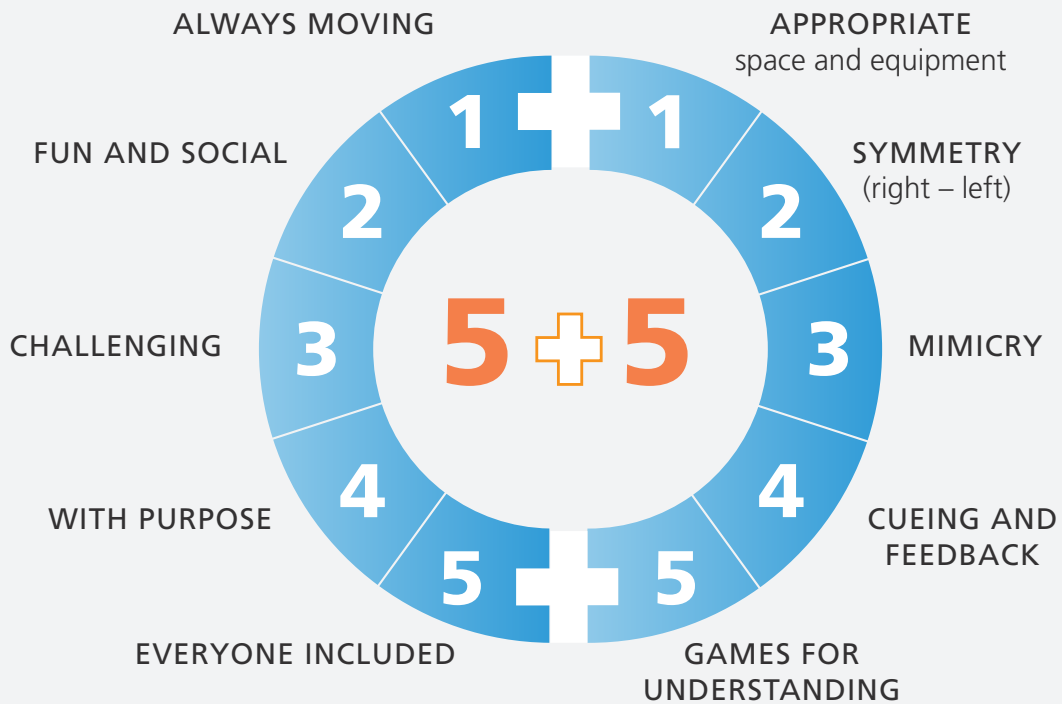 ALWAYS MOVING
1
FUN AND SOCIAL
2
CHALLENGING
3
WITH PURPOSE
4
EVERYONE INCLUDED
5
5 + 5
APPROPRIATE
space and equipment
1
SYMMETRY
(right – left)
2
MIMICRY
3
CUEING AND
FEEDBACK
4
GAMES FOR
UNDERSTANDING
5